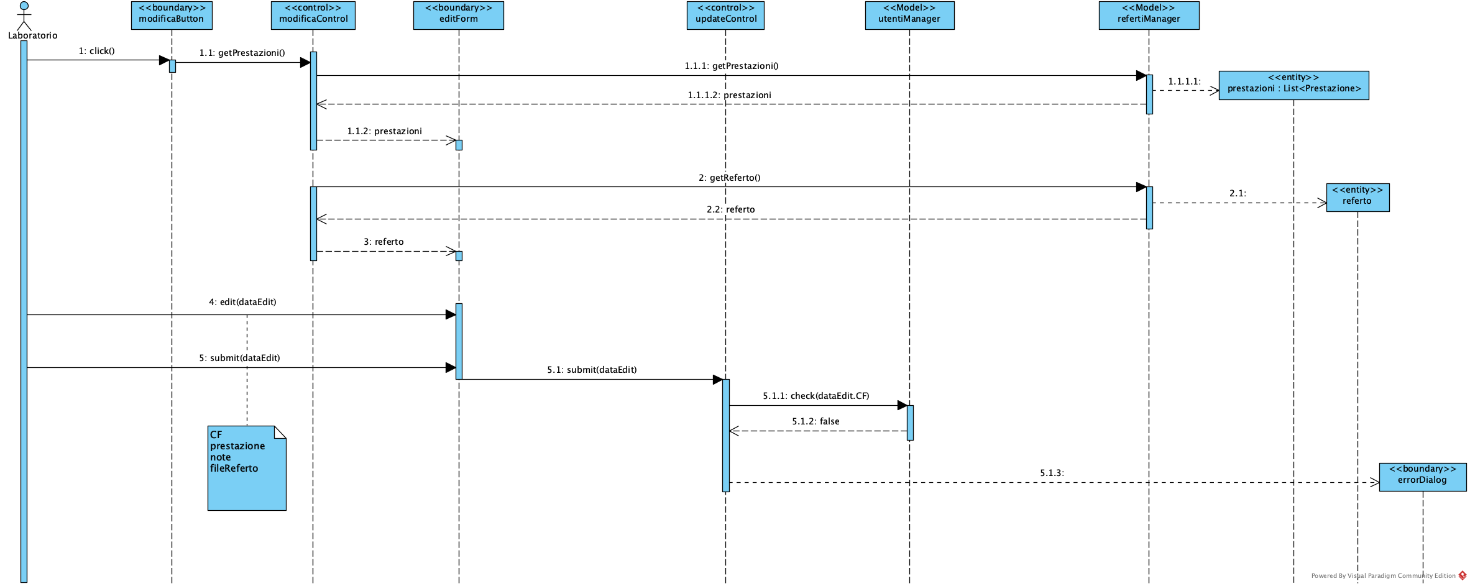 Laboratorio
<<boundary>>
modificaButton
<<control>>
modificaControl
<<boundary>>
editForm
<<control>>
updateControl
<<Model>>
utentiManager
<<Model>>
refertiManager
1: click()
1.1: getPrestazioni()
1.1.1: getPrestazioni()
1.1.1.1:
<<entity>>
prestazioni : List<Prestazione>
1.1.1.2: prestazioni
1.1.2: prestazioni
2: getReferto()
2.1:
<<entity>>
referto
2.2: referto
3: referto
4: edit(dataEdit)
5: submit(dataEdit)
5.1: submit(dataEdit)
5.1.1: check(dataEdit.CF)
5.1.2: false
CF
prestazione
note
fileReferto
5.1.3:
<<boundary>>
errorDialog
Powered By Visual Paradigm Community Edition